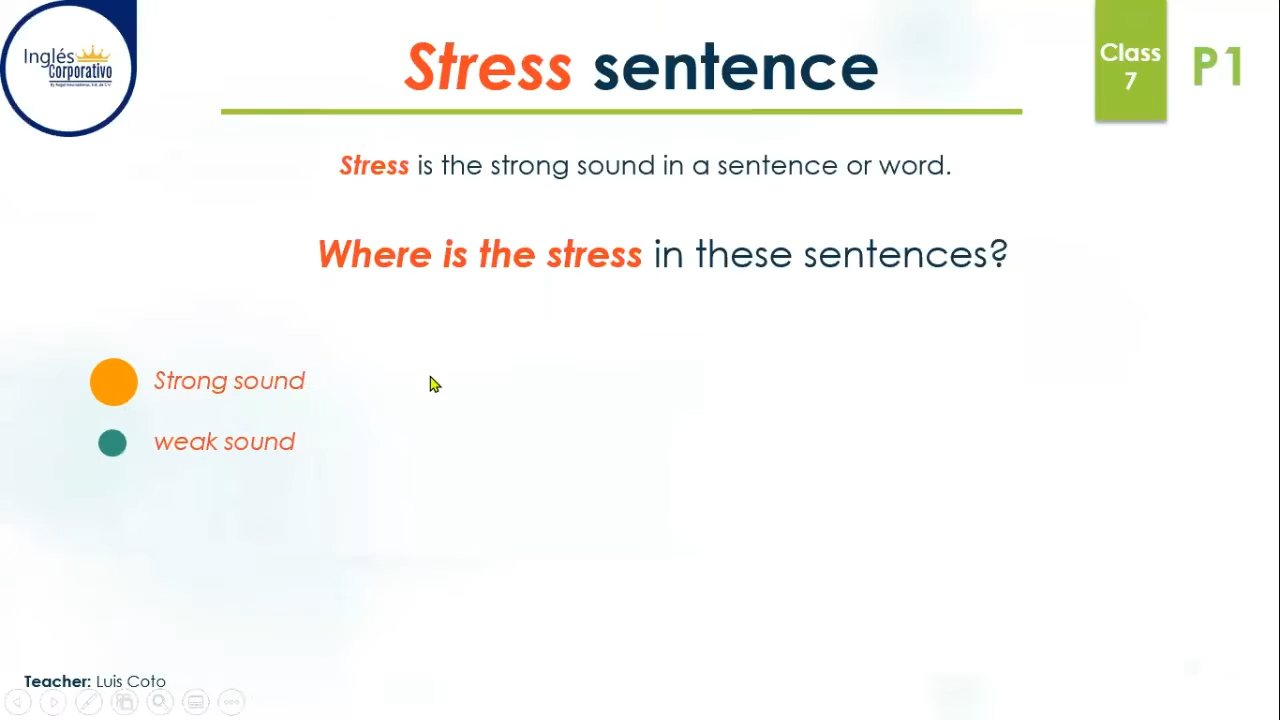 Inglés
Corporativo
Stress sentence
Class
7
P1
Stress is the strong sound in a sentence or word.
Where is the stress in these sentences?
Strong sound
weak sound
Teacher: Luis Coto